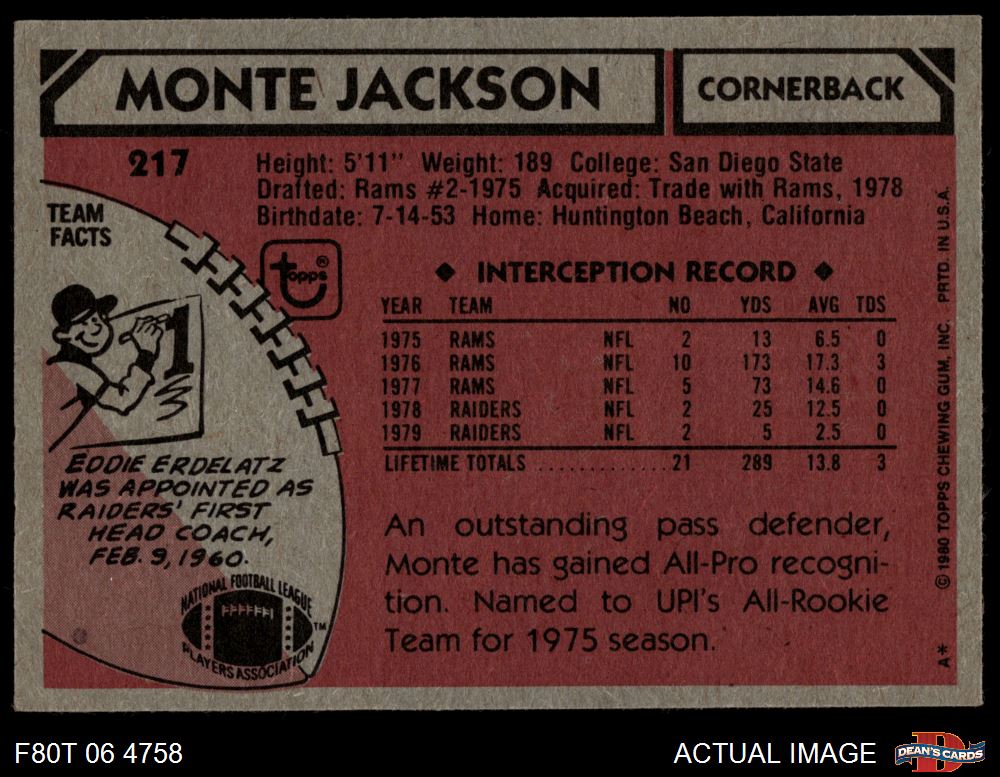 MONTE JACKSON
CORNERBACK
217
Height: 5'11" Weight: 189 College: San Diego State
Drafted: Rams #2-1975 Acquired: Trade with Rams, 1978
Birthdate: 7-14-53 Home: Huntington Beach, California
TEAM
FACTS
1
EDDIE ERDELATZ
WAS APPOINTED AS
RAIDERS' FIRST
HEAD COACH,
FEB. 9, 1960.
NATIONAL FOOTBALL LEAGUE
PLAYERS ASSOCIATION
TM
topps®
◆ INTERCEPTION RECORD ◆
YEAR TEAM NO YDS AVG TDS
1975 RAMS NFL 2 13 6.5 0
1976 RAMS NFL 10 173 17.3 3
1977 RAMS NFL 5 73 14.6 0
1978 RAIDERS NFL 2 25 12.5 0
1979 RAIDERS NFL 2 5 2.5 0
LIFETIME TOTALS .............21 289 13.8 3
An outstanding pass defender,
Monte has gained All-Pro recogni-
tion. Named to UPI's All-Rookie
Team for 1975 season.
A* © 1980 TOPPS CHEWING GUM, INC. PRTD. IN U.S.A.
F80T 06 4758
ACTUAL IMAGE
D
DEAN'S CARDS